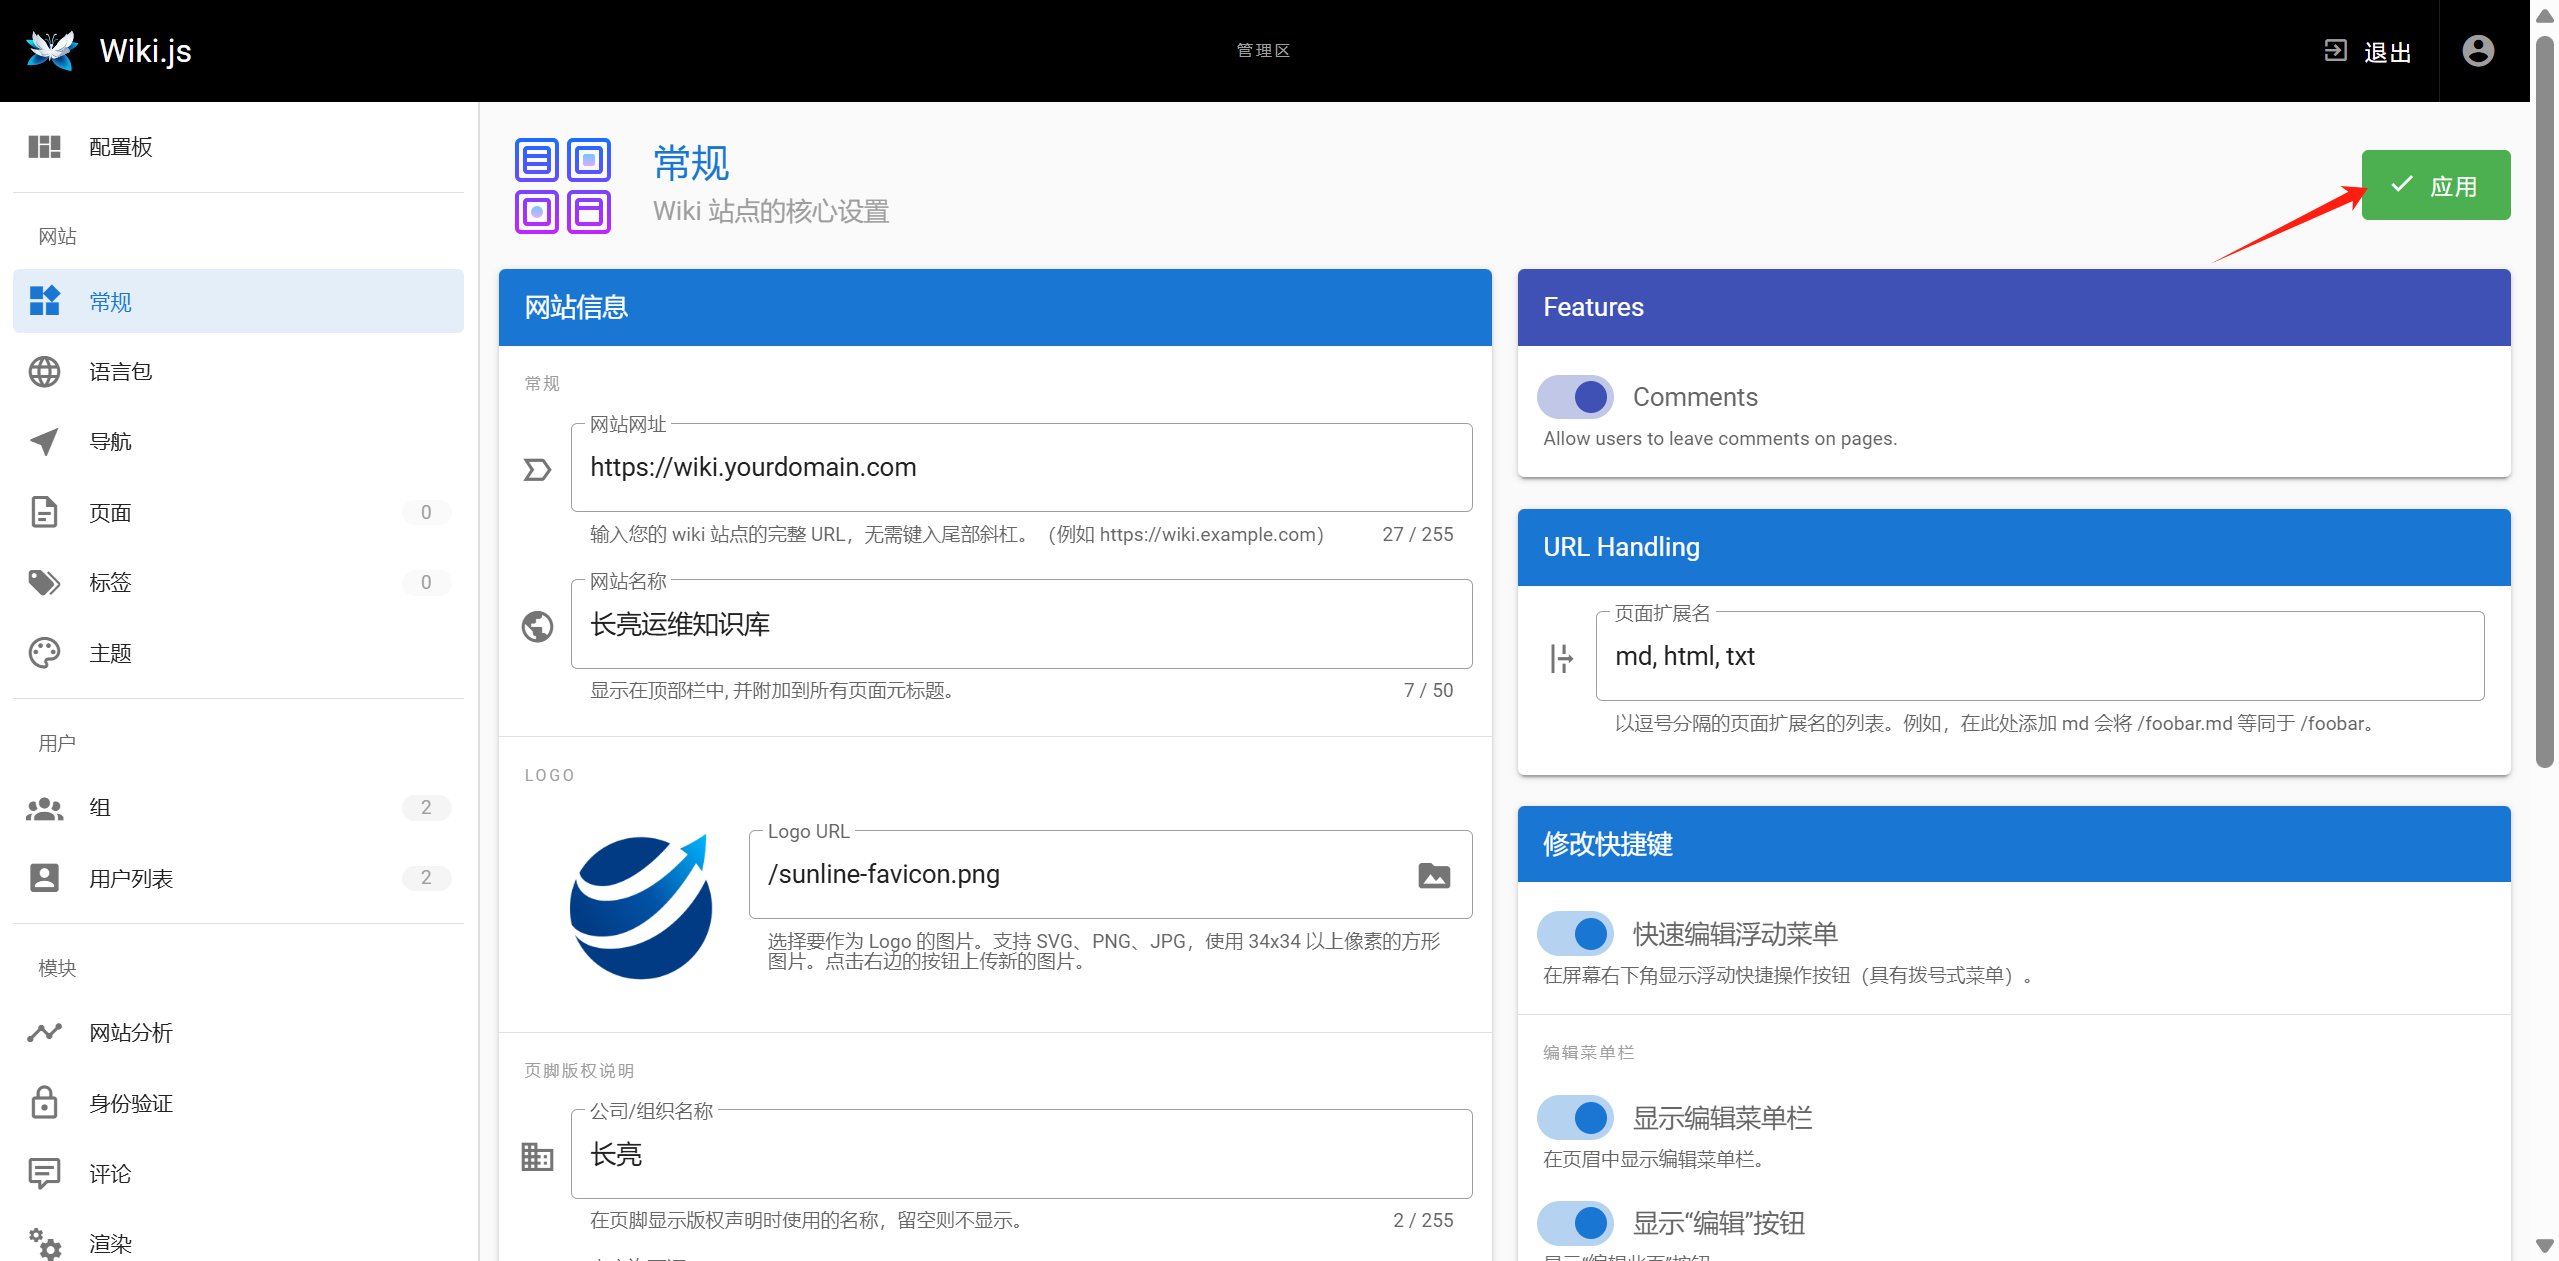 Wiki.js
管理区
退出
配置板
网站
常规
语言包
导航
页面 0
标签 0
主题
用户
组 2
用户列表 2
模块
网站分析
身份验证
评论
渲染
常规
Wiki 站点的核心设置
应用
网站信息
常规
网站网址
https://wiki.yourdomain.com
输入您的 wiki 站点的完整 URL，无需键入尾部斜杠。（例如 https://wiki.example.com） 27 / 255
网站名称
长亮运维知识库
显示在顶部栏中, 并附加到所有页面元标题。 7 / 50
LOGO
Logo URL
/sunline-favicon.png
选择要作为 Logo 的图片。支持 SVG、PNG、JPG，使用 34x34 以上像素的方形
图片。点击右边的按钮上传新的图片。
页脚版权说明
公司/组织名称
长亮
在页脚显示版权声明时使用的名称，留空则不显示。 2 / 255
Features
Comments
Allow users to leave comments on pages.
URL Handling
页面扩展名
md, html, txt
以逗号分隔的页面扩展名的列表。例如，在此处添加 md 会将 /foobar.md 等同于 /foobar。
修改快捷键
快速编辑浮动菜单
在屏幕右下角显示浮动快捷操作按钮（具有拨号式菜单）。
编辑菜单栏
显示编辑菜单栏
在页眉中显示编辑菜单栏。
显示“编辑”按钮